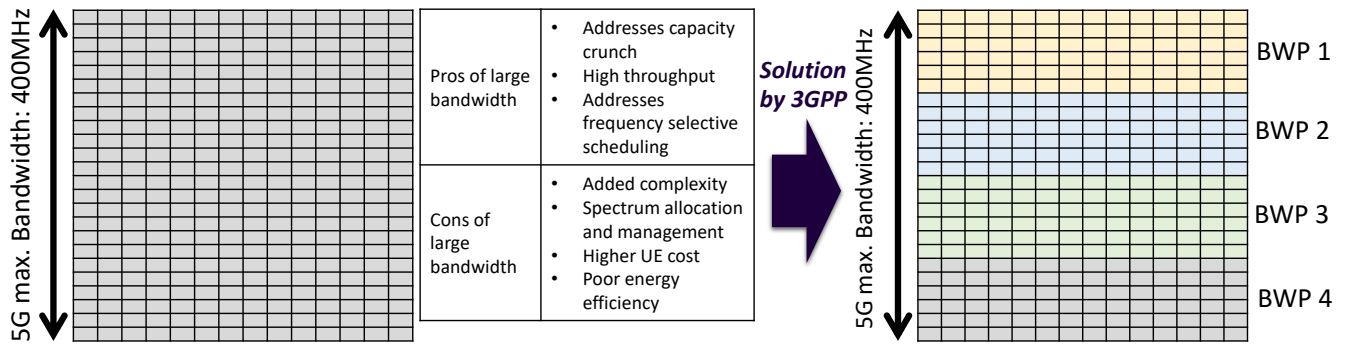 5G max. Bandwidth: 400MHz
Pros of large
bandwidth
• Addresses capacity
crunch
• High throughput
• Addresses
frequency selective
scheduling
Cons of
large
bandwidth
• Added complexity
• Spectrum allocation
and management
• Higher UE cost
• Poor energy
efficiency
Solution
by 3GPP
5G max. Bandwidth: 400MHz
BWP 1
BWP 2
BWP 3
BWP 4